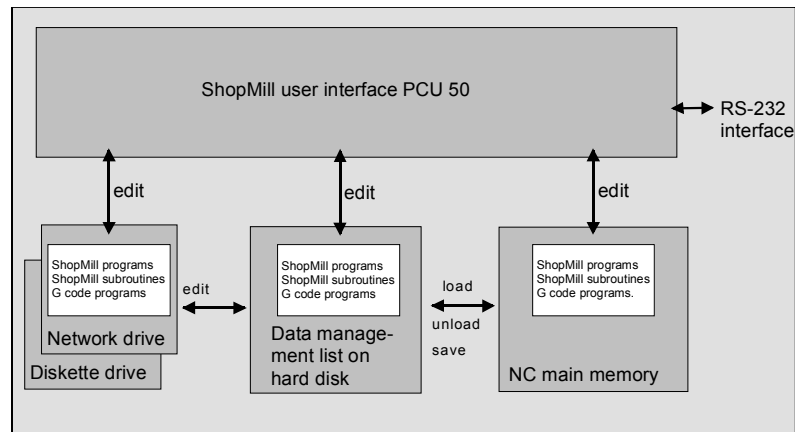 ShopMill user interface PCU 50
RS-232
interface
edit
edit
edit
ShopMill programs
ShopMill subroutines
G code programs
Network drive
Diskette drive
edit
ShopMill programs
ShopMill subroutines
G code programs
Data manage-
ment list on
hard disk
load
unload
save
ShopMill programs
ShopMill subroutines
G code programs.
NC main memory